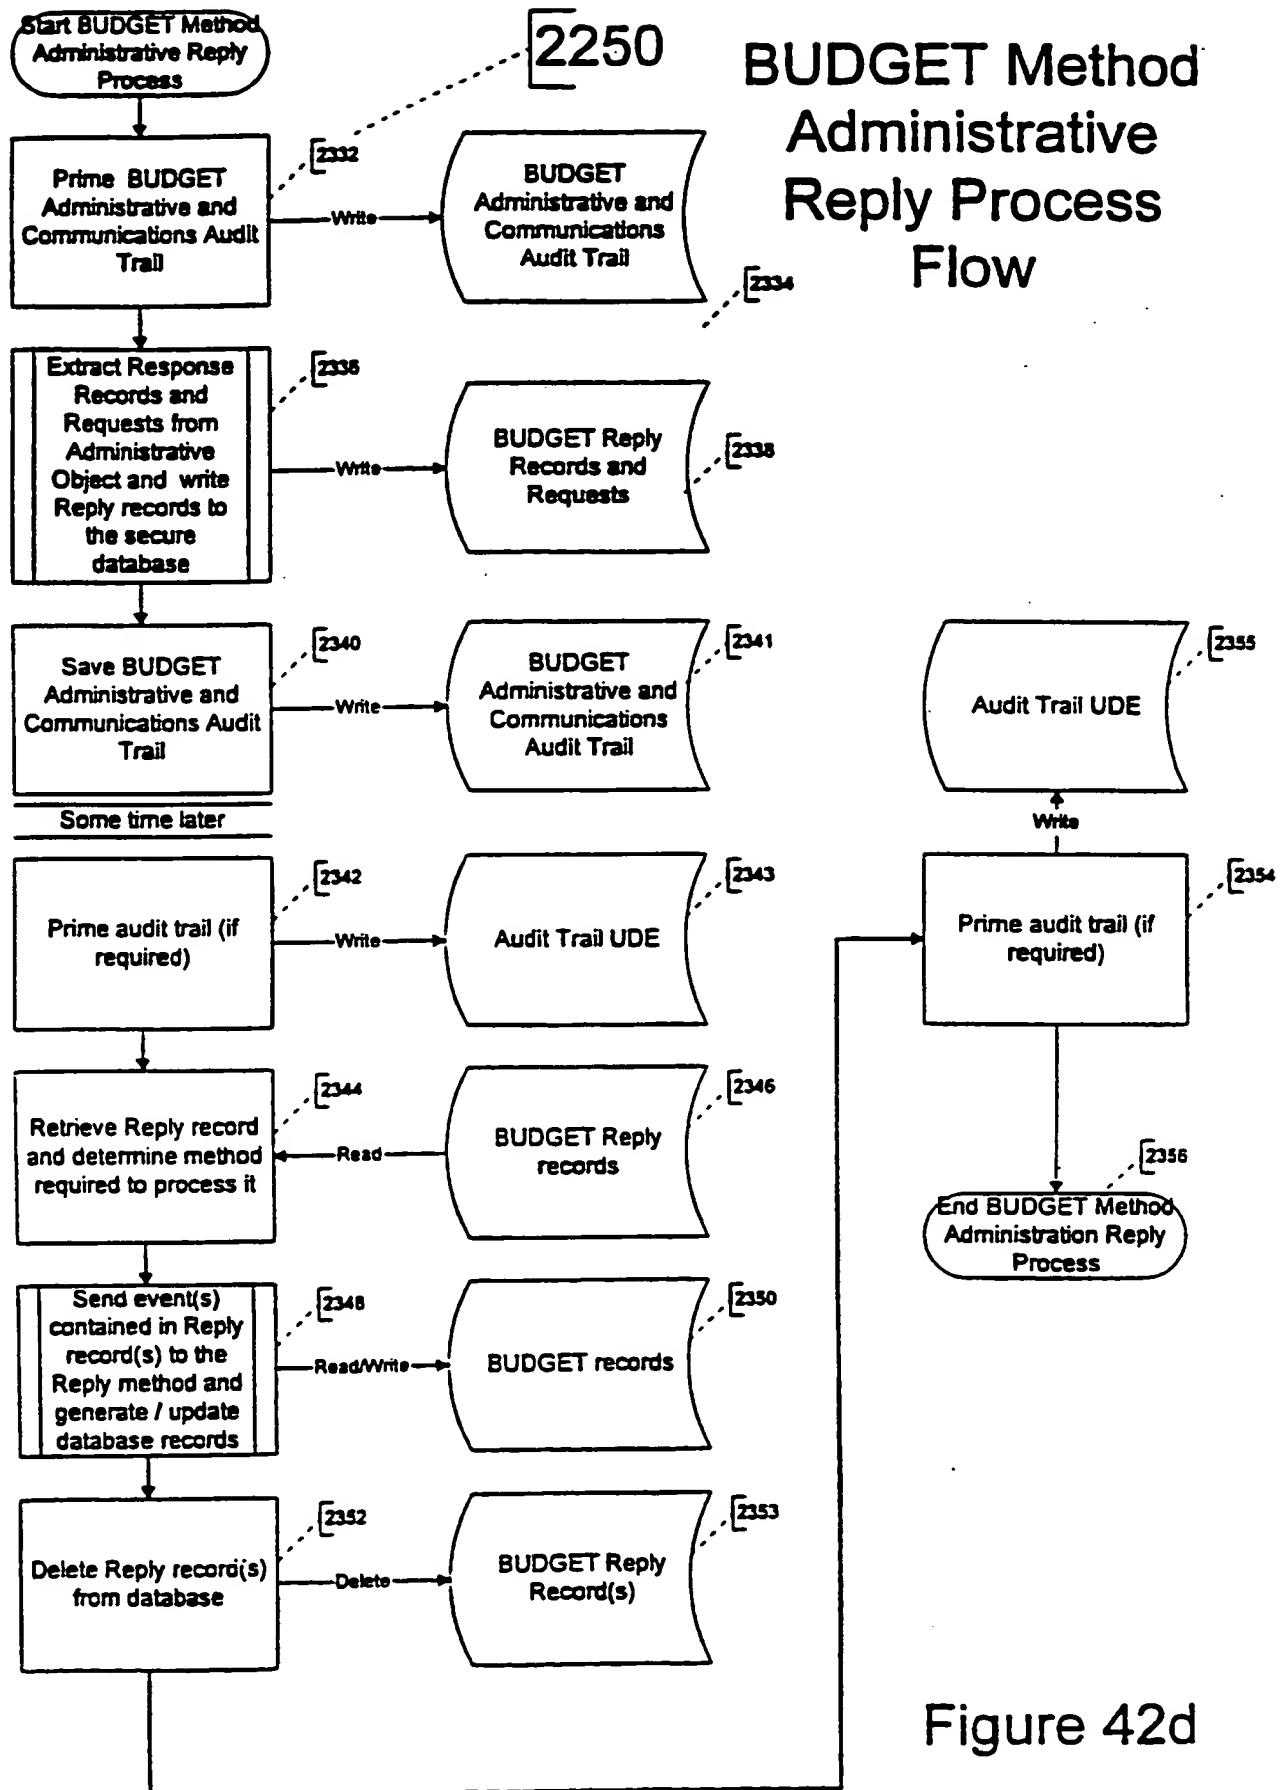 Start BUDGET Method
Administrative Reply
Process
2250
BUDGET Method
Administrative
Reply Process
Flow
Prime BUDGET
Administrative and
Communications Audit
Trail
2332
Write
BUDGET
Administrative and
Communications
Audit Trail
2334
Extract Response
Records and
Requests from
Administrative
Object and write
Reply records to
the secure
database
2336
Write
BUDGET Reply
Records and
Requests
2338
Save BUDGET
Administrative and
Communications Audit
Trail
2340
Write
BUDGET
Administrative and
Communications
Audit Trail
2341
Some time later
Prime audit trail (if
required)
2342
Write
Audit Trail UDE
2343
Retrieve Reply record
and determine method
required to process it
2344
Read
BUDGET Reply
records
2346
Send event(s)
contained in Reply
record(s) to the
Reply method and
generate / update
database records
2348
Read/Write
BUDGET records
2350
Delete Reply record(s)
from database
2352
Delete
BUDGET Reply
Record(s)
2353
Audit Trail UDE
2355
Write
Prime audit trail (if
required)
2354
2356
End BUDGET Method
Administration Reply
Process
Figure 42d